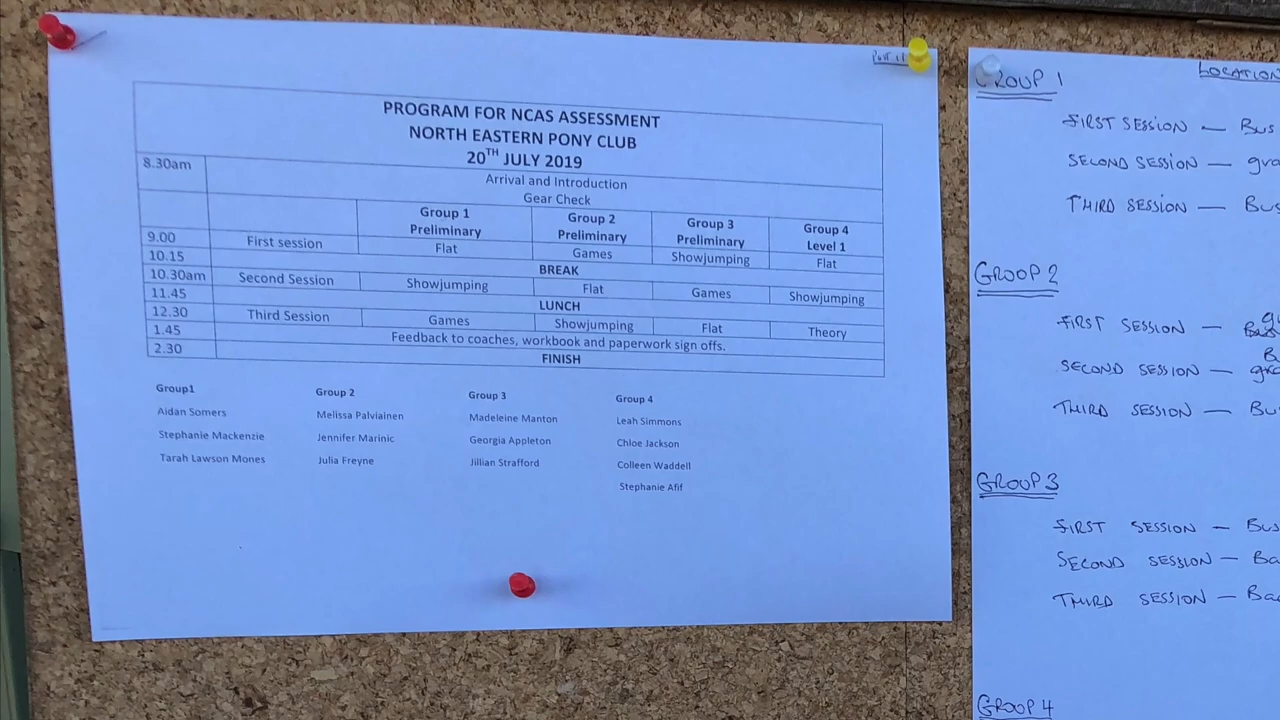 PROGRAM FOR NCAS ASSESSMENT
NORTH EASTERN PONY CLUB
20TH JULY 2019
8.30am Arrival and Introduction
Gear Check
Group 1 Preliminary Group 2 Preliminary Group 3 Preliminary Group 4 Level 1
9.00 First session Flat Games Showjumping Flat
10.15 BREAK
10.30am Second Session Showjumping Flat Games Showjumping
11.45 LUNCH
12.30 Third Session Games Showjumping Flat Theory
1.45 Feedback to coaches, workbook and paperwork sign offs.
2.30 FINISH
Group1 Group 2 Group 3 Group 4
Aidan Somers Melissa Palviainen Madeleine Manton Leah Simmons
Stephanie Mackenzie Jennifer Marinic Georgia Appleton Chloe Jackson
Tarah Lawson Mones Julia Freyne Jillian Strafford Colleen Waddell
Stephanie Afif
GROUP 1 LOCATION
FIRST SESSION — Bus
SECOND SESSION — gra
THIRD SESSION — Bus
GROUP 2
FIRST SESSION —
SECOND SESSION — gra
THIRD SESSION — Bus
GROUP 3
FIRST SESSION — Bus
SECOND SESSION — Ba
THIRD SESSION — Bac
GROUP 4